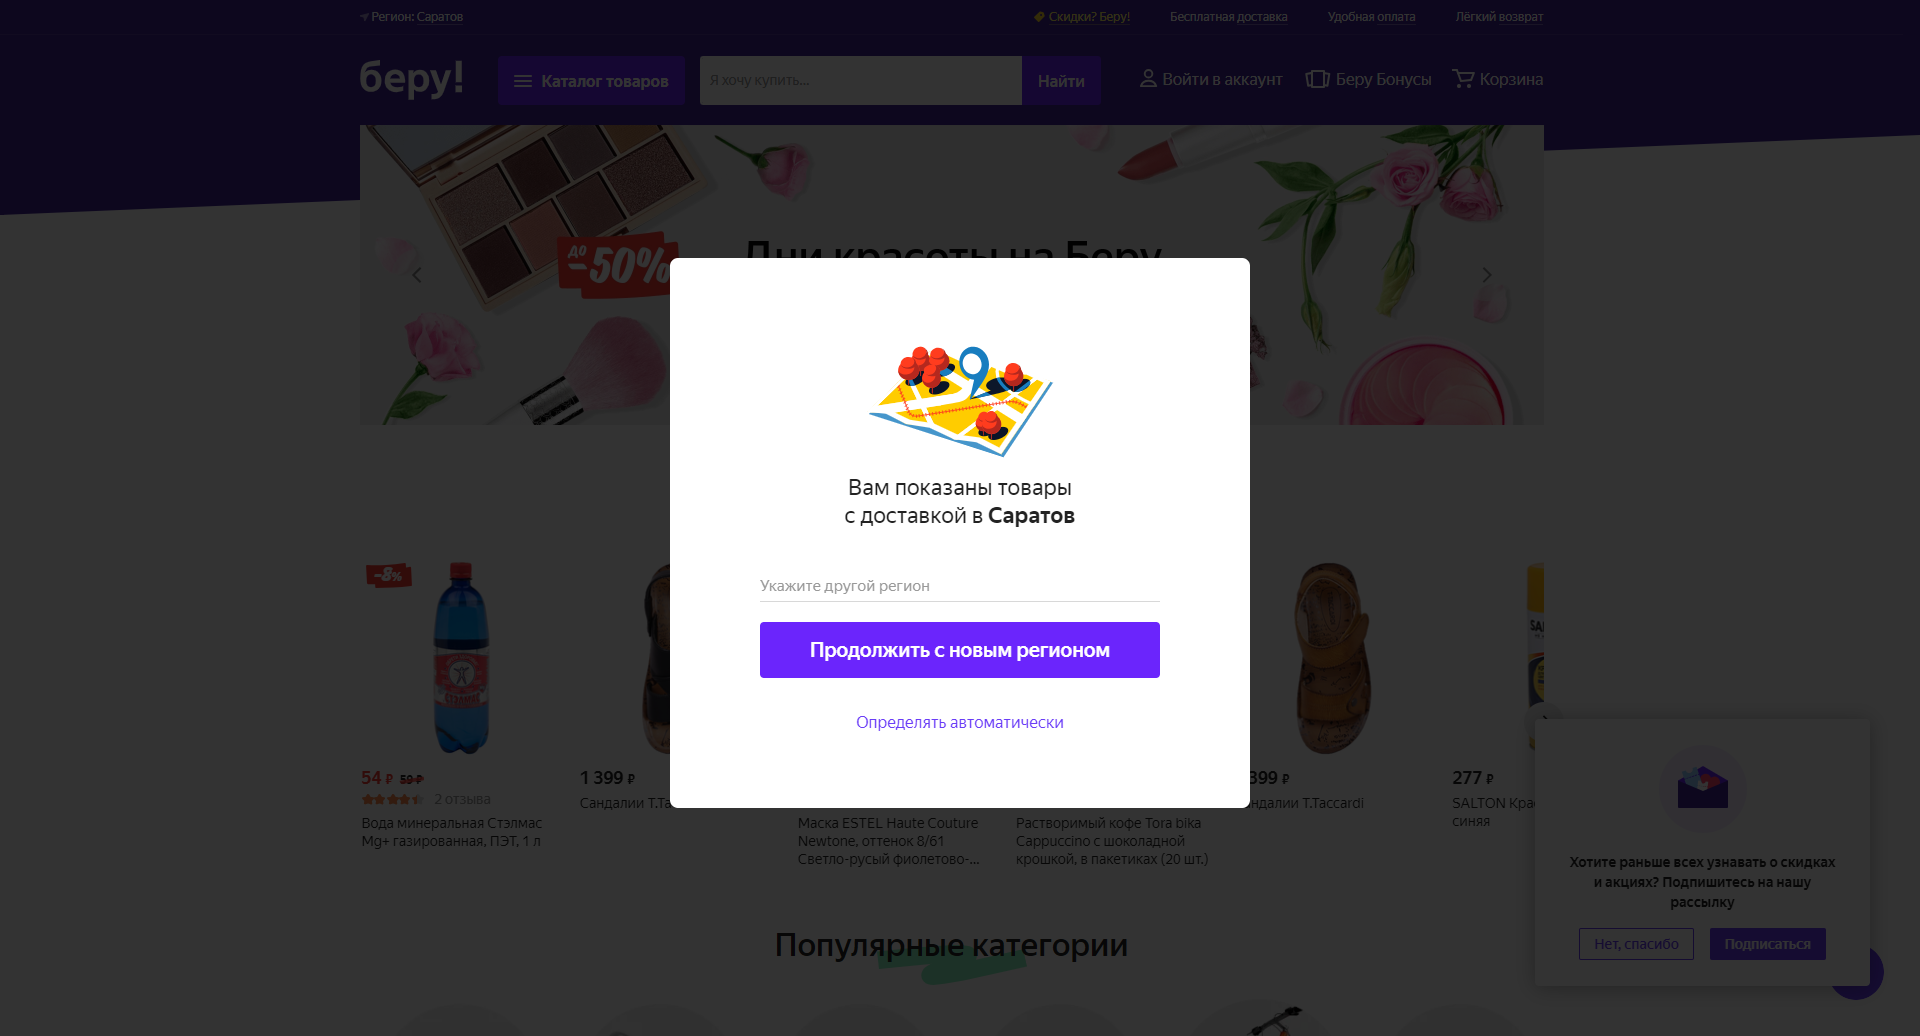 Регион: Саратов
Скидки? Беру!
Бесплатная доставка
Удобная оплата
Лёгкий возврат
беру!
Каталог товаров
Я хочу купить...
Найти
Войти в аккаунт
Беру Бонусы
Корзина
Дни красоты на Беру
ДО
-50%
Вам показаны товары
с доставкой в Саратов
Укажите другой регион
Продолжить с новым регионом
Определять автоматически
-8%
СТЭЛМАС
54 ₽ 59 ₽
2 отзыва
Вода минеральная Стэлмас
Mg+ газированная, ПЭТ, 1 л
1 399 ₽
Сандалии T.Ta
Маска ESTEL Haute Couture
Newtone, оттенок 8/61
Светло-русый фиолетово-...
Растворимый кофе Tora bika
Cappuccino с шоколадной
крошкой, в пакетиках (20 шт.)
399 ₽
ндалии T.Taccardi
SAL
277 ₽
SALTON Кра
синяя
Хотите раньше всех узнавать о скидках
и акциях? Подпишитесь на нашу
рассылку
Нет, спасибо
Подписаться
Популярные категории